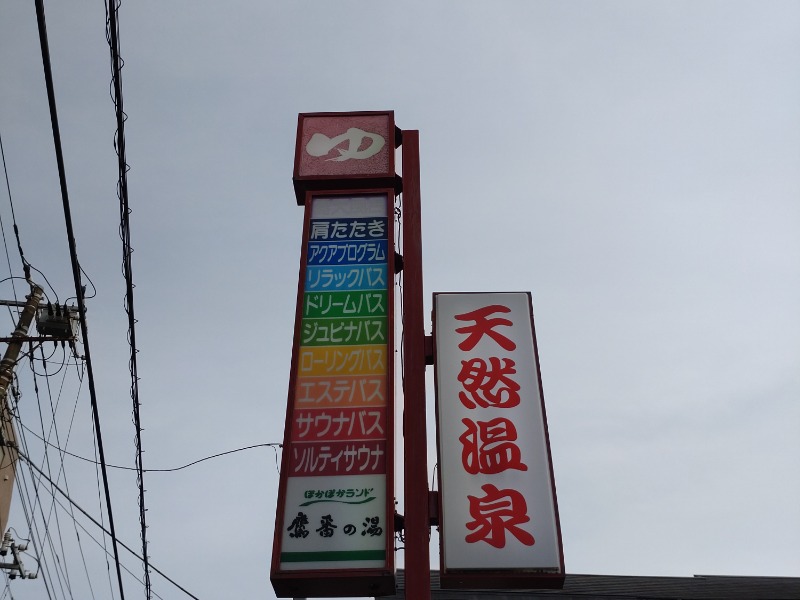 ゆ
肩たたき
アクアプログラム
リラックバス
ドリームバス
ジュビナバス
ローリングバス
エステバス
サウナバス
ソルティサウナ
ぽかぽかランド
鷹番の湯
天然温泉